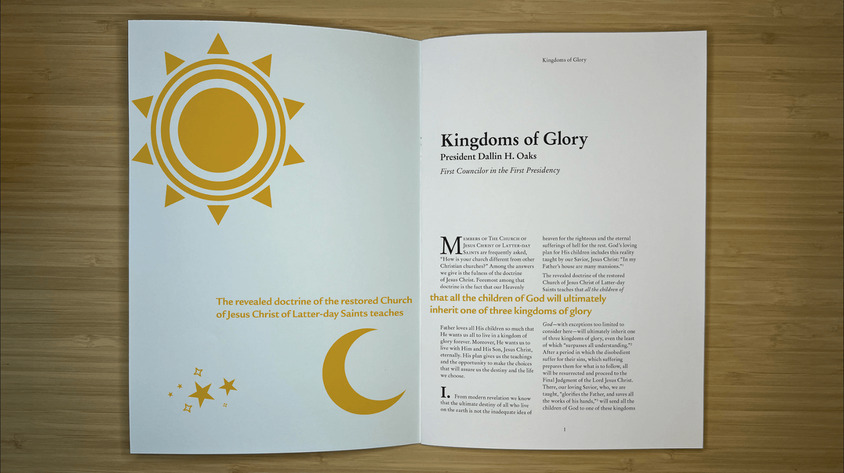 Kingdoms of Glory
Kingdoms of Glory
President Dallin H. Oaks
First Councilor in the First Presidency
The revealed doctrine of the restored Church
of Jesus Christ of Latter-day Saints teaches
that all the children of God will ultimately
inherit one of three kingdoms of glory
Members of The Church of
Jesus Christ of Latter-day
Saints are frequently asked,
“How is your church different from other
Christian churches?” Among the answers
we give is the fulness of the doctrine
of Jesus Christ. Foremost among that
doctrine is the fact that our Heavenly
Father loves all His children so much that
He wants us all to live in a kingdom of
glory forever. Moreover, He wants us to
live with Him and His Son, Jesus Christ,
eternally. His plan gives us the teachings
and the opportunity to make the choices
that will assure us the destiny and the life
we choose.
I. From modern revelation we know
that the ultimate destiny of all who live
on the earth is not the inadequate idea of
heaven for the righteous and the eternal
sufferings of hell for the rest. God’s loving
plan for His children includes this reality
taught by our Savior, Jesus Christ: “In my
Father’s house are many mansions.”¹
The revealed doctrine of the restored
Church of Jesus Christ of Latter-day
Saints teaches that all the children of
God—with exceptions too limited to
consider here—will ultimately inherit one
of three kingdoms of glory, even the least
of which “surpasses all understanding.”²
After a period in which the disobedient
suffer for their sins, which suffering
prepares them for what is to follow, all
will be resurrected and proceed to the
Final Judgment of the Lord Jesus Christ.
There, our loving Savior, who, we are
taught, “glorifies the Father, and saves all
the works of his hands,”³ will send all the
children of God to one of these kingdoms
1